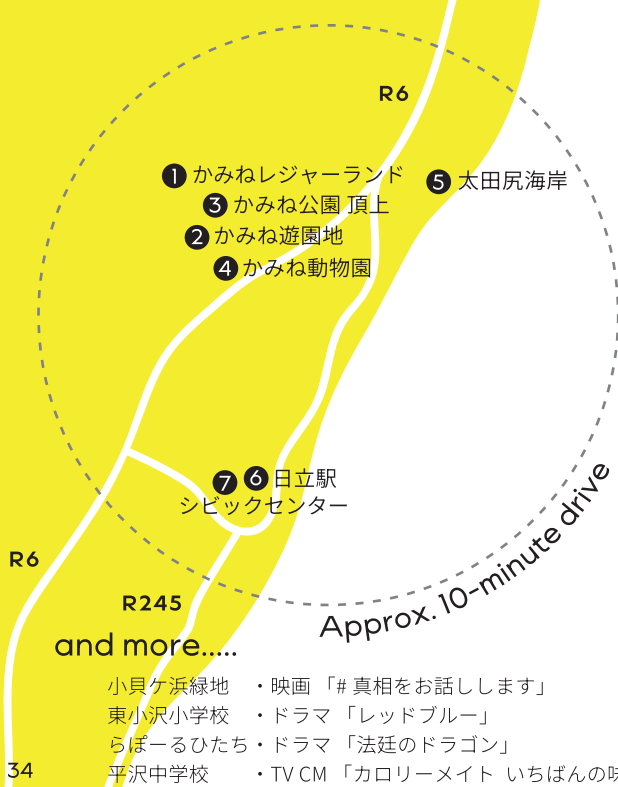 R6
❶ かみねレジャーランド
❺ 太田尻海岸
❸ かみね公園 頂上
❷ かみね遊園地
❹ かみね動物園
❼ ❻ 日立駅
シビックセンター
R6
Approx. 10-minute drive
R245
and more.....
小貝ケ浜緑地 ・映画 「# 真相をお話しします」
東小沢小学校 ・ドラマ 「レッドブルー」
らぽーるひたち・ドラマ 「法廷のドラゴン」
平沢中学校 ・TV CM 「カロリーメイト いちばんの味
34